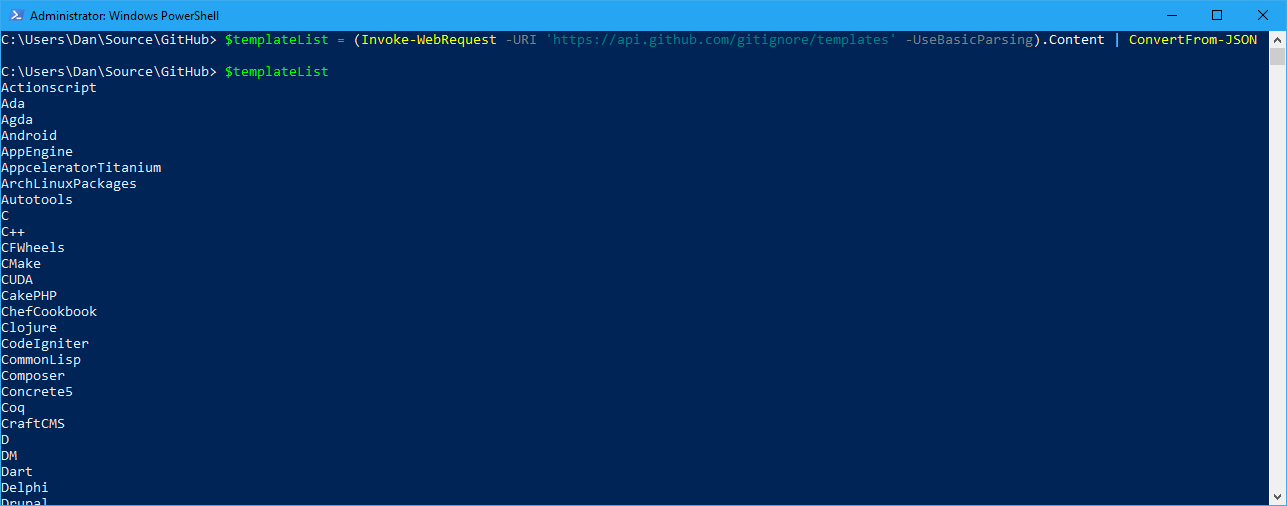 Administrator: Windows PowerShell
C:\Users\Dan\Source\GitHub> $templateList = (Invoke-WebRequest -URI 'https://api.github.com/gitignore/templates' -UseBasicParsing).Content | ConvertFrom-JSON
C:\Users\Dan\Source\GitHub> $templateList
Actionscript
Ada
Agda
Android
AppEngine
AppceleratorTitanium
ArchLinuxPackages
Autotools
C
C++
CFWheels
CMake
CUDA
CakePHP
ChefCookbook
Clojure
CodeIgniter
CommonLisp
Composer
Concrete5
Coq
CraftCMS
D
DM
Dart
Delphi
Drupal